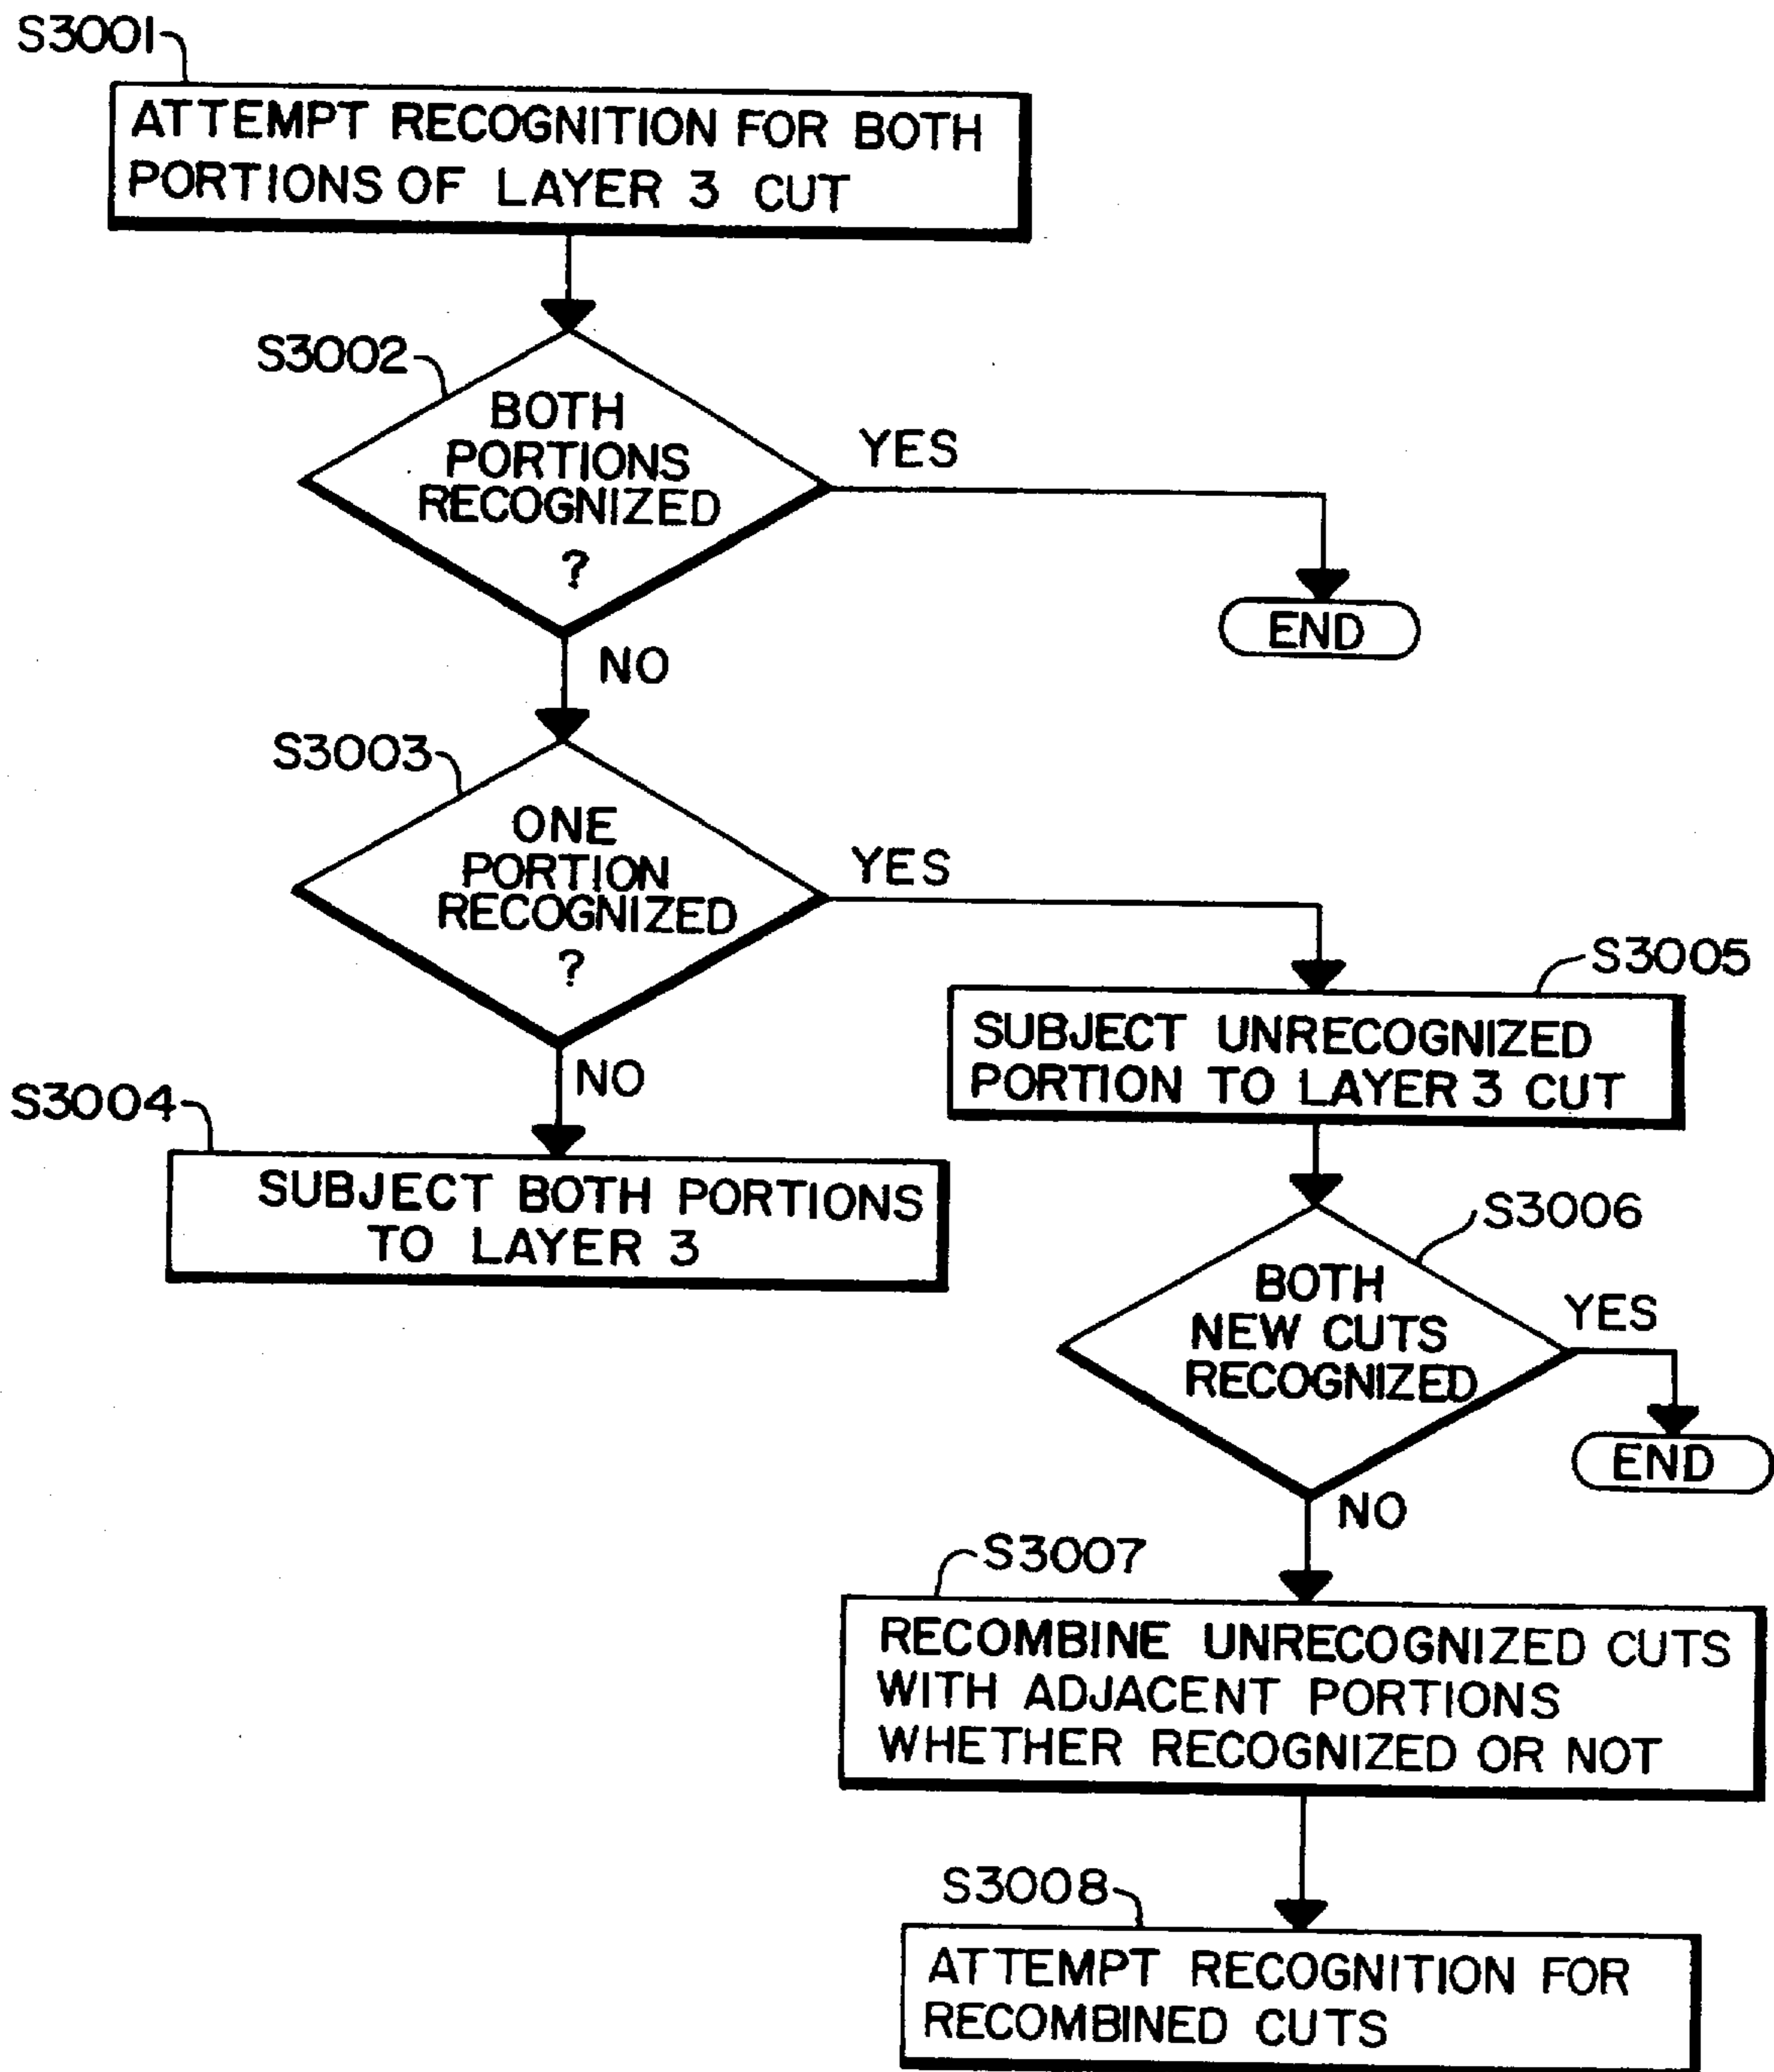 S3001
ATTEMPT RECOGNITION FOR BOTH
PORTIONS OF LAYER 3 CUT
S3002
BOTH
PORTIONS
RECOGNIZED
?
YES
END
NO
S3003
ONE
PORTION
RECOGNIZED
?
YES
NO
S3004
SUBJECT BOTH PORTIONS
TO LAYER 3
S3005
SUBJECT UNRECOGNIZED
PORTION TO LAYER 3 CUT
S3006
BOTH
NEW CUTS
RECOGNIZED
YES
END
NO
S3007
RECOMBINE UNRECOGNIZED CUTS
WITH ADJACENT PORTIONS
WHETHER RECOGNIZED OR NOT
S3008
ATTEMPT RECOGNITION FOR
RECOMBINED CUTS